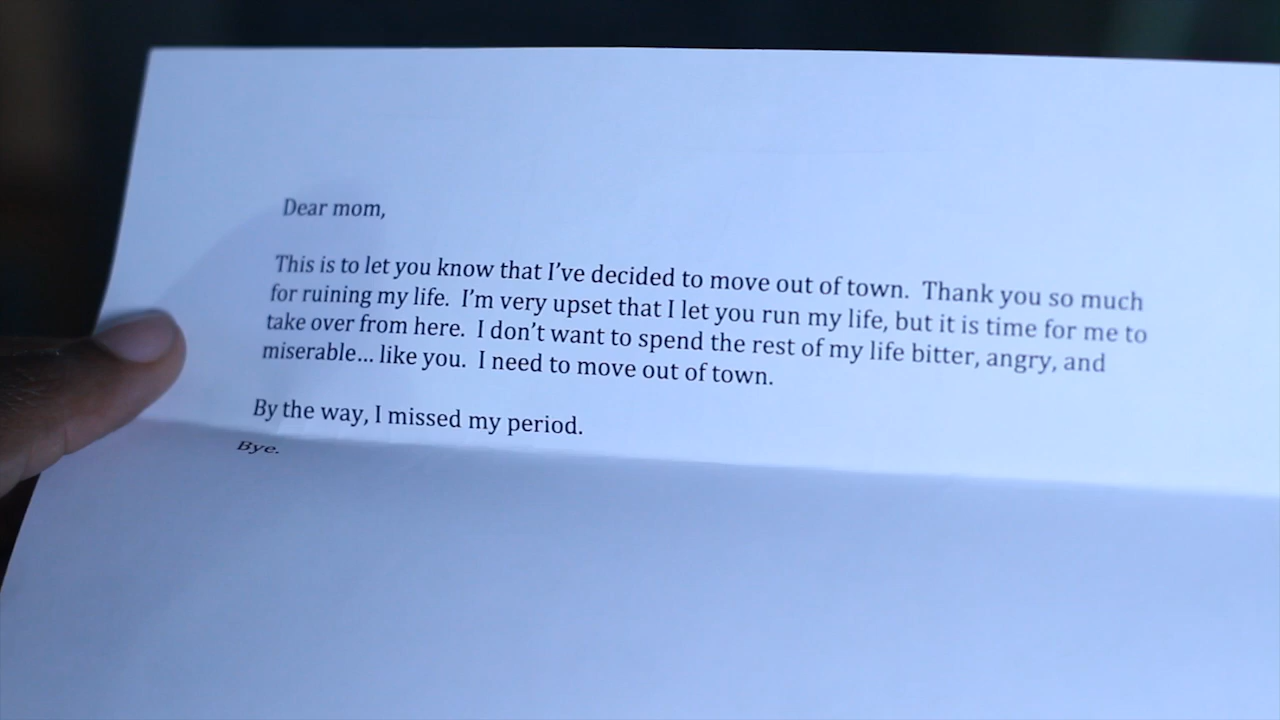 Dear mom,
This is to let you know that I've decided to move out of town.  Thank you so much
for ruining my life.  I'm very upset that I let you run my life, but it is time for me to
take over from here.  I don't want to spend the rest of my life bitter, angry, and
miserable... like you.  I need to move out of town.
By the way, I missed my period.
Bye.